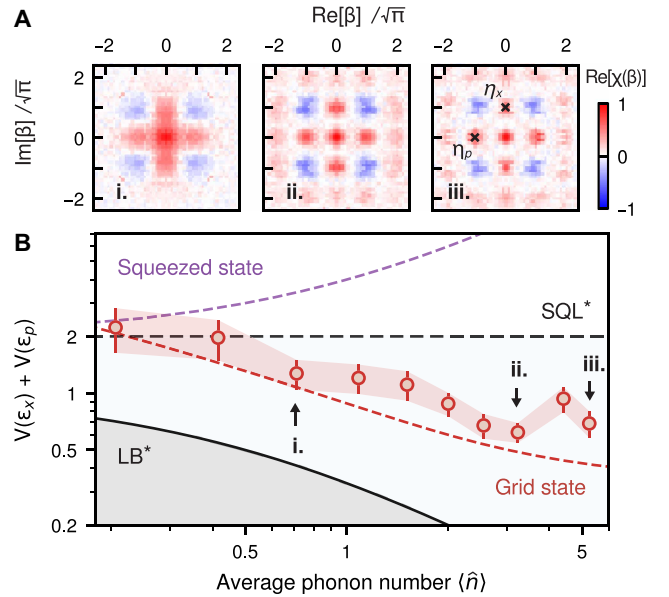 A
Re[β] /√π
−2 0 2 −2 0 2 −2 0 2
Im[β] /√π
2
0
−2
i.
ii.
iii.
η_x
η_p
Re[χ(β)]
1
0
−1
B
V(ε_x) + V(ε_p)
2
1
0.5
0.2
Squeezed state
SQL*
i.
ii.
iii.
LB*
Grid state
0.5 1 5
Average phonon number ⟨n̂⟩